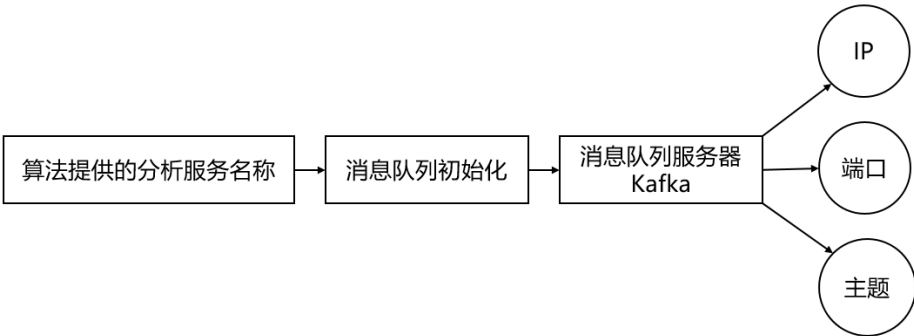 算法提供的分析服务名称
消息队列初始化
消息队列服务器
Kafka
IP
端口
主题